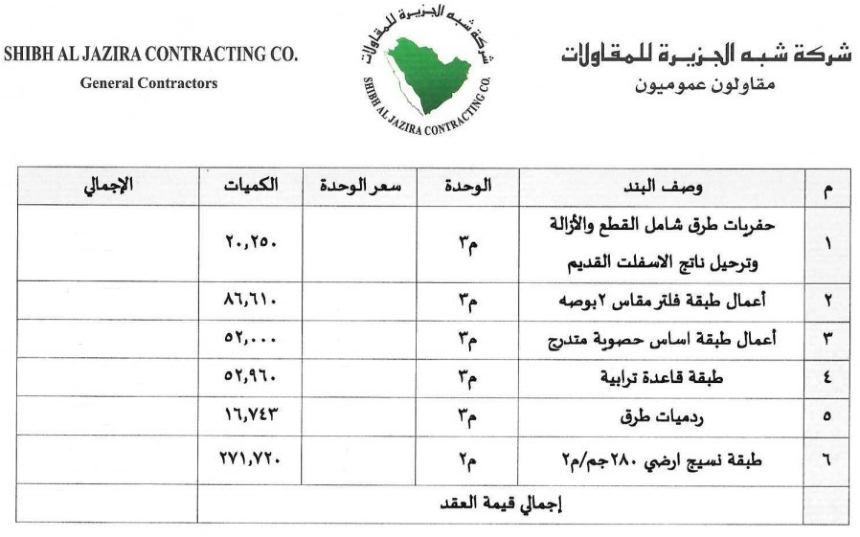 SHIBH AL JAZIRA CONTRACTING CO.
General Contractors
شركة شبه الجزيرة للمقاولات
SHIBH AL JAZIRA CONTRACTING CO.
شركة شبه الجزيرة للمقاولات
مقاولون عموميون
م وصف البند الوحدة سعر الوحدة الكميات الإجمالي
١ حفريات طرق شامل القطع والأزالة
وترحيل ناتج الاسفلت القديم م٣ ٢٠,٢٥٠
٢ أعمال طبقة فلتر مقاس ٢بوصه م٣ ٨٦,٦١٠
٣ أعمال طبقة اساس حصوية متدرج م٣ ٥٢,٠٠٠
٤ طبقة قاعدة ترابية م٣ ٥٢,٩٦٠
٥ ردميات طرق م٣ ١٦,٧٤٣
٦ طبقة نسيج ارضي ٢٨٠جم/م٢ م٢ ٢٧١,٧٢٠
إجمالي قيمة العقد